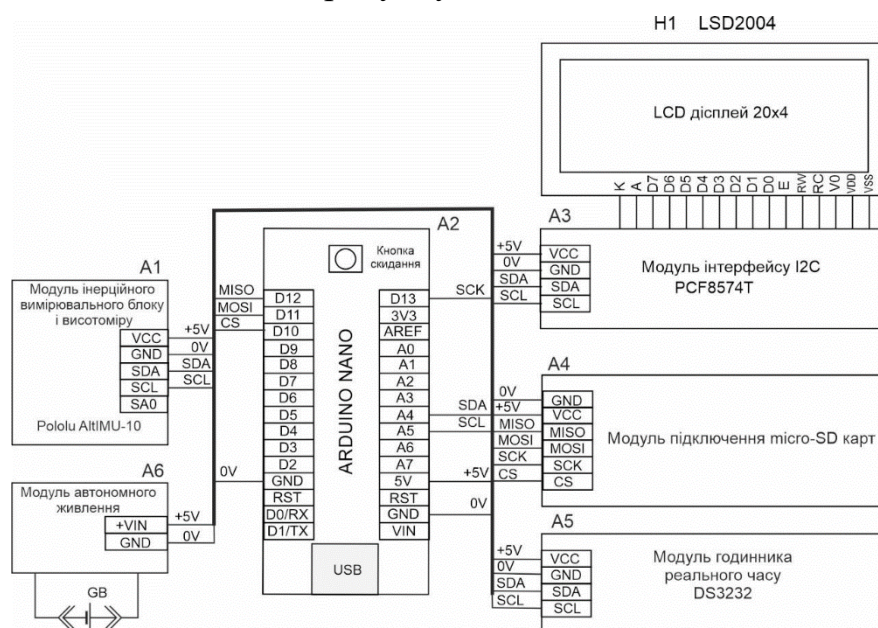 H1 LSD2004
LCD дісплей 20x4
K
A
D7
D6
D5
D4
D3
D2
D1
D0
E
RW
RC
V0
VDD
VSS
A3
+5V
0V
SDA
SCL
VCC
GND
SDA
SCL
Модуль інтерфейсу I2C
PCF8574T
A1
Модуль інерційного
вимірювального блоку
і висотоміру
VCC
GND
SDA
SCL
SA0
+5V
0V
SDA
SCL
Pololu AltIMU-10
A2
Кнопка
скидання
ARDUINO NANO
MISO
MOSI
CS
0V
D12
D11
D10
D9
D8
D7
D6
D5
D4
D3
D2
GND
RST
D0/RX
D1/TX
D13
3V3
AREF
A0
A1
A2
A3
A4
A5
A6
A7
5V
RST
GND
VIN
SCK
SDA
SCL
+5V
0V
USB
A4
0V
+5V
MISO
MOSI
SCK
CS
GND
VCC
MISO
MOSI
SCK
CS
Модуль підключення micro-SD карт
A6
Модуль автономного
живлення
+VIN
GND
+5V
0V
GB
A5
+5V
0V
SDA
SCL
VCC
GND
SDA
SCL
Модуль годинника
реального часу
DS3232